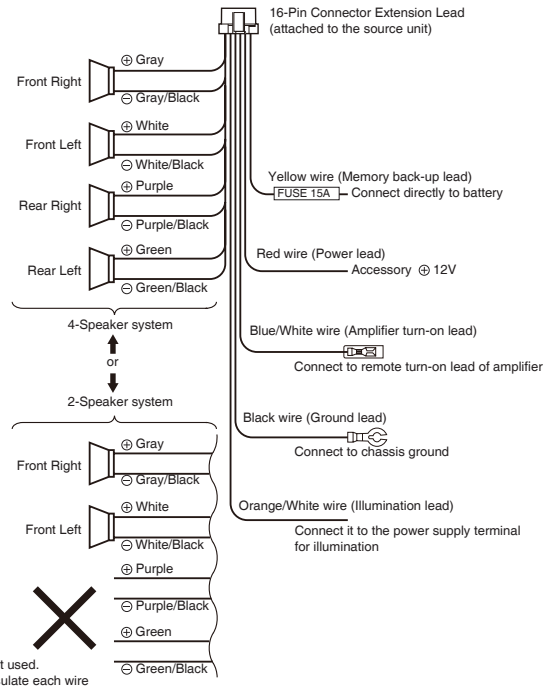 16-Pin Connector Extension Lead
(attached to the source unit)
Front Right
⊕ Gray
⊖ Gray/Black
Front Left
⊕ White
⊖ White/Black
Rear Right
⊕ Purple
⊖ Purple/Black
Rear Left
⊕ Green
⊖ Green/Black
4-Speaker system
or
2-Speaker system
Front Right
⊕ Gray
⊖ Gray/Black
Front Left
⊕ White
⊖ White/Black
⊕ Purple
⊖ Purple/Black
⊕ Green
⊖ Green/Black
t used.
sulate each wire
Yellow wire (Memory back-up lead)
FUSE 15A
Connect directly to battery
Red wire (Power lead)
Accessory ⊕ 12V
Blue/White wire (Amplifier turn-on lead)
Connect to remote turn-on lead of amplifier
Black wire (Ground lead)
Connect to chassis ground
Orange/White wire (Illumination lead)
Connect it to the power supply terminal
for illumination